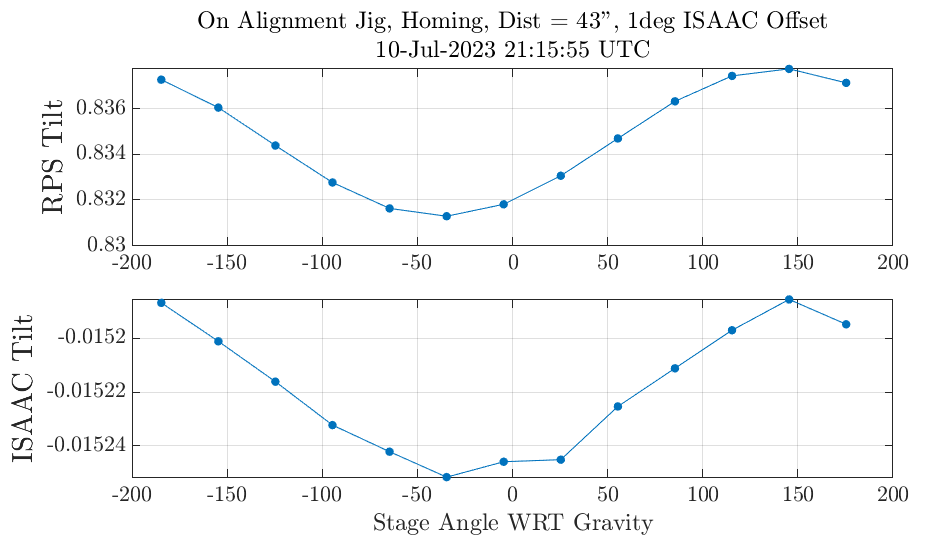 On Alignment Jig, Homing, Dist = 43", 1deg ISAAC Offset
10-Jul-2023 21:15:55 UTC
RPS Tilt
0.836
0.834
0.832
0.83
-200 -150 -100 -50 0 50 100 150 200
ISAAC Tilt
-0.0152
-0.01522
-0.01524
-200 -150 -100 -50 0 50 100 150 200
Stage Angle WRT Gravity